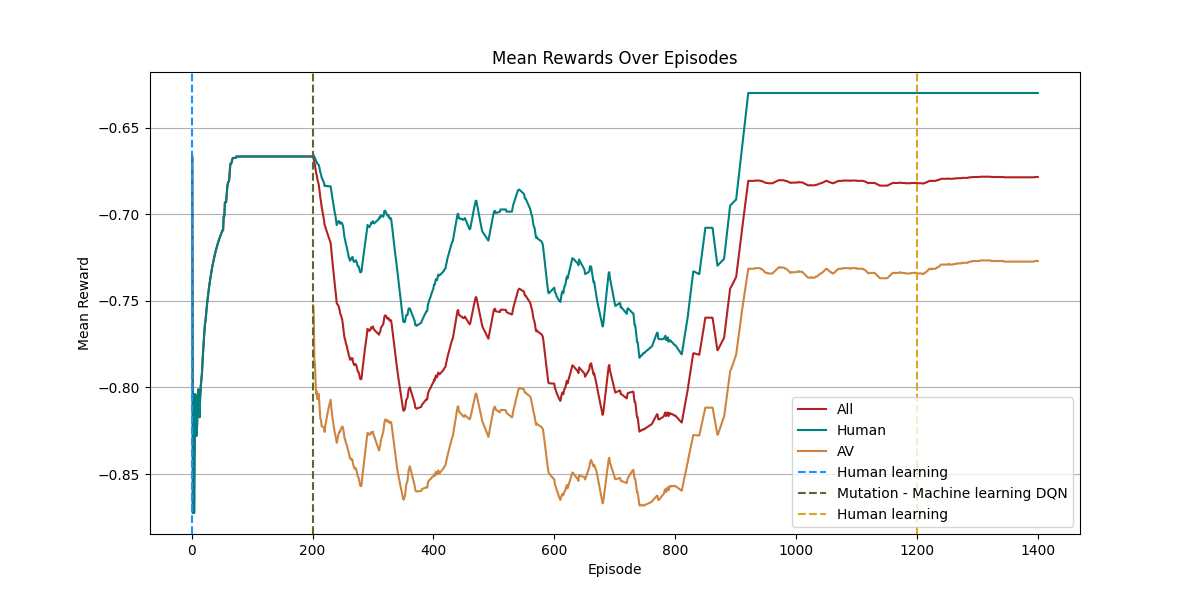 Mean Rewards Over Episodes
Mean Reward
−0.65
−0.70
−0.75
−0.80
−0.85
0 200 400 600 800 1000 1200 1400
Episode
All
Human
AV
Human learning
Mutation - Machine learning DQN
Human learning